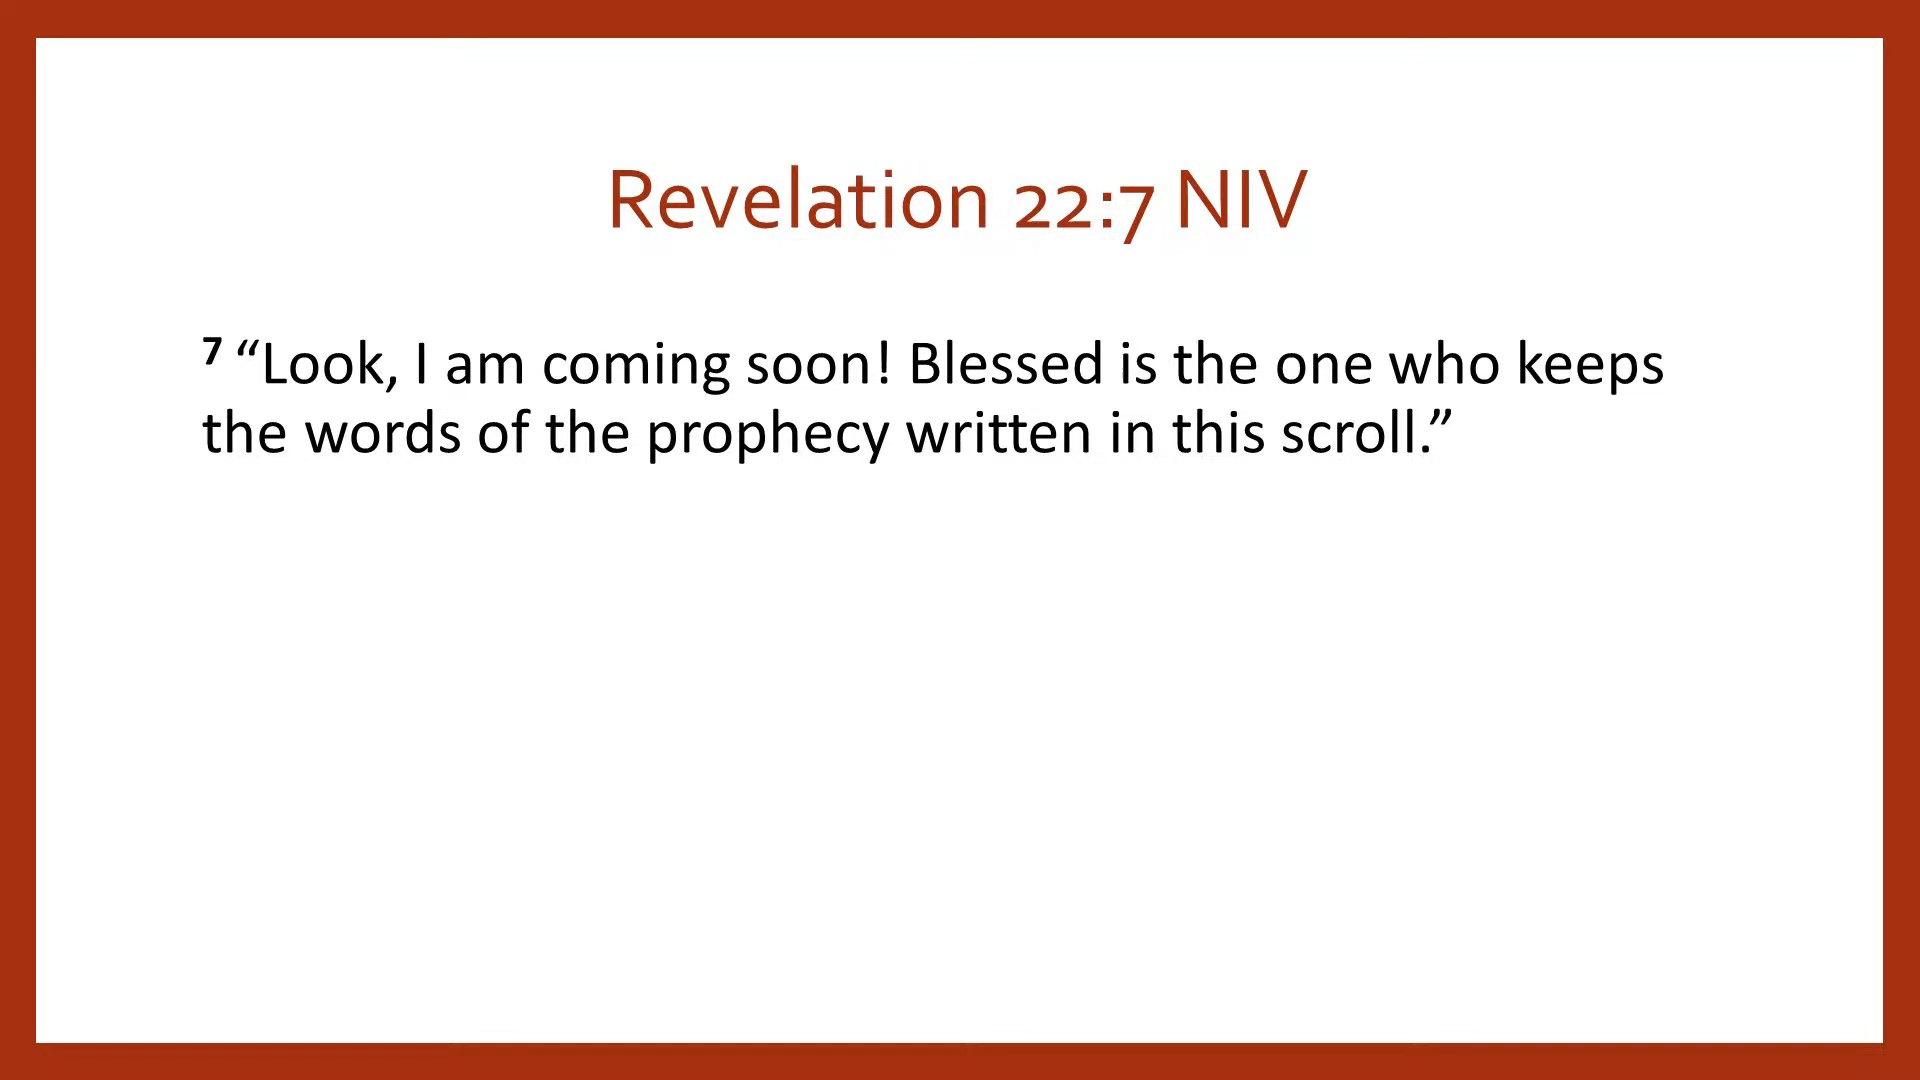 Revelation 22:7 NIV
7 “Look, I am coming soon! Blessed is the one who keeps
the words of the prophecy written in this scroll.”